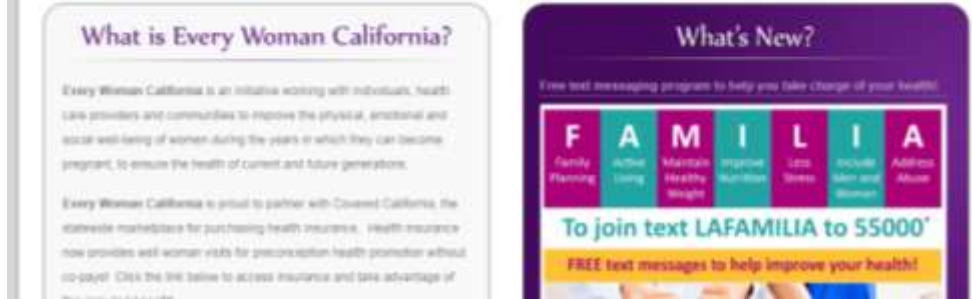 What is Every Woman California?
Every Woman California is an initiative working with individuals, health
care providers and communities to improve the physical, emotional and
social well-being of women during the years in which they can become
pregnant, to ensure the health of current and future generations.
Every Woman California is proud to partner with Covered California, the
statewide marketplace for purchasing health insurance. Health insurance
now provides well-woman visits for preconception health promotion without
co-pays! Click the link below to access insurance and take advantage of
What's New?
Free text messaging program to help you take charge of your health!
F A M I L I A
Family Planning
Active Living
Maintain Healthy Weight
Improve Nutrition
Less Stress
Include Men and Women
Address Abuse
To join text LAFAMILIA to 55000*
FREE text messages to help improve your health!